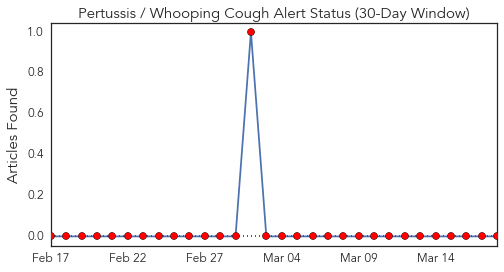 Pertussis / Whooping Cough Alert Status (30-Day Window)
Articles Found
1.0
0.8
0.6
0.4
0.2
0.0
Feb 17 Feb 22 Feb 27 Mar 04 Mar 09 Mar 14